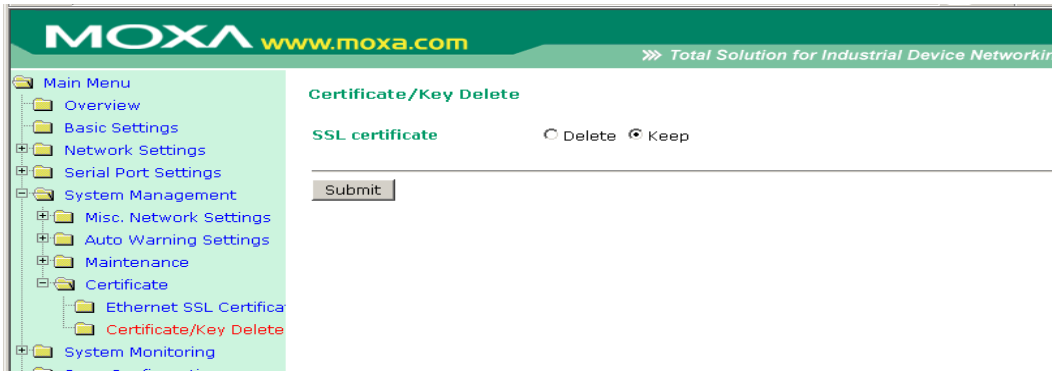 MOXA www.moxa.com
Total Solution for Industrial Device Networkin
Main Menu
Overview
Basic Settings
Network Settings
Serial Port Settings
System Management
Misc. Network Settings
Auto Warning Settings
Maintenance
Certificate
Ethernet SSL Certifica
Certificate/Key Delete
System Monitoring
Certificate/Key Delete
SSL certificate Delete Keep
Submit